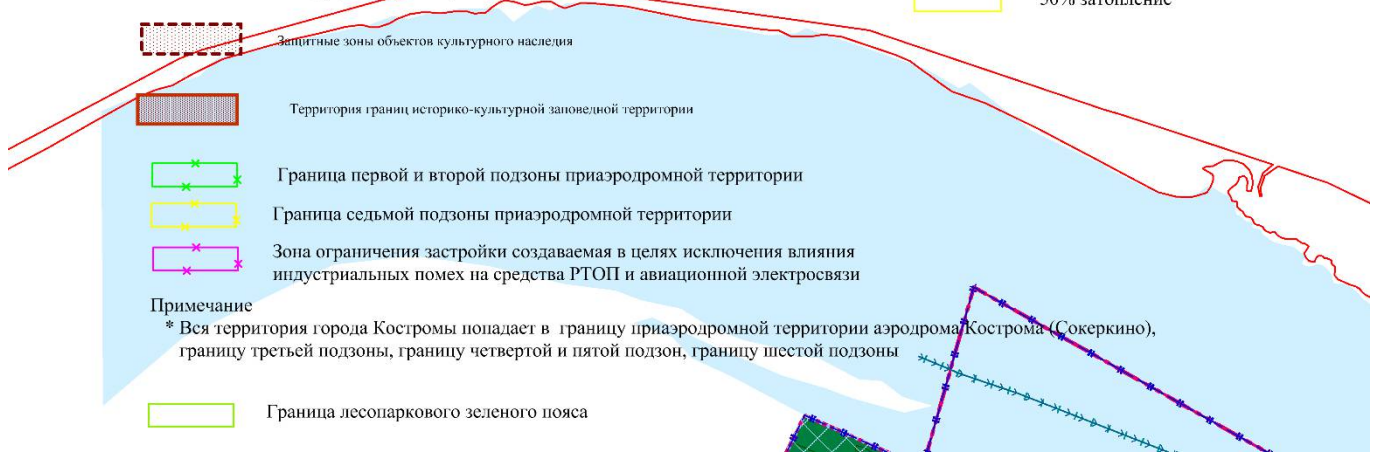 50% затопление
Защитные зоны объектов культурного наследия
Территория границ историко-культурной заповедной территории
Граница первой и второй подзоны приаэродромной территории
Граница седьмой подзоны приаэродромной территории
Зона ограничения застройки создаваемая в целях исключения влияния
индустриальных помех на средства РТОП и авиационной электросвязи
Примечание
* Вся территория города Костромы попадает в границу приаэродромной территории аэродрома Кострома (Сокеркино),
границу третьей подзоны, границу четвертой и пятой подзон, границу шестой подзоны
Граница лесопаркового зеленого пояса